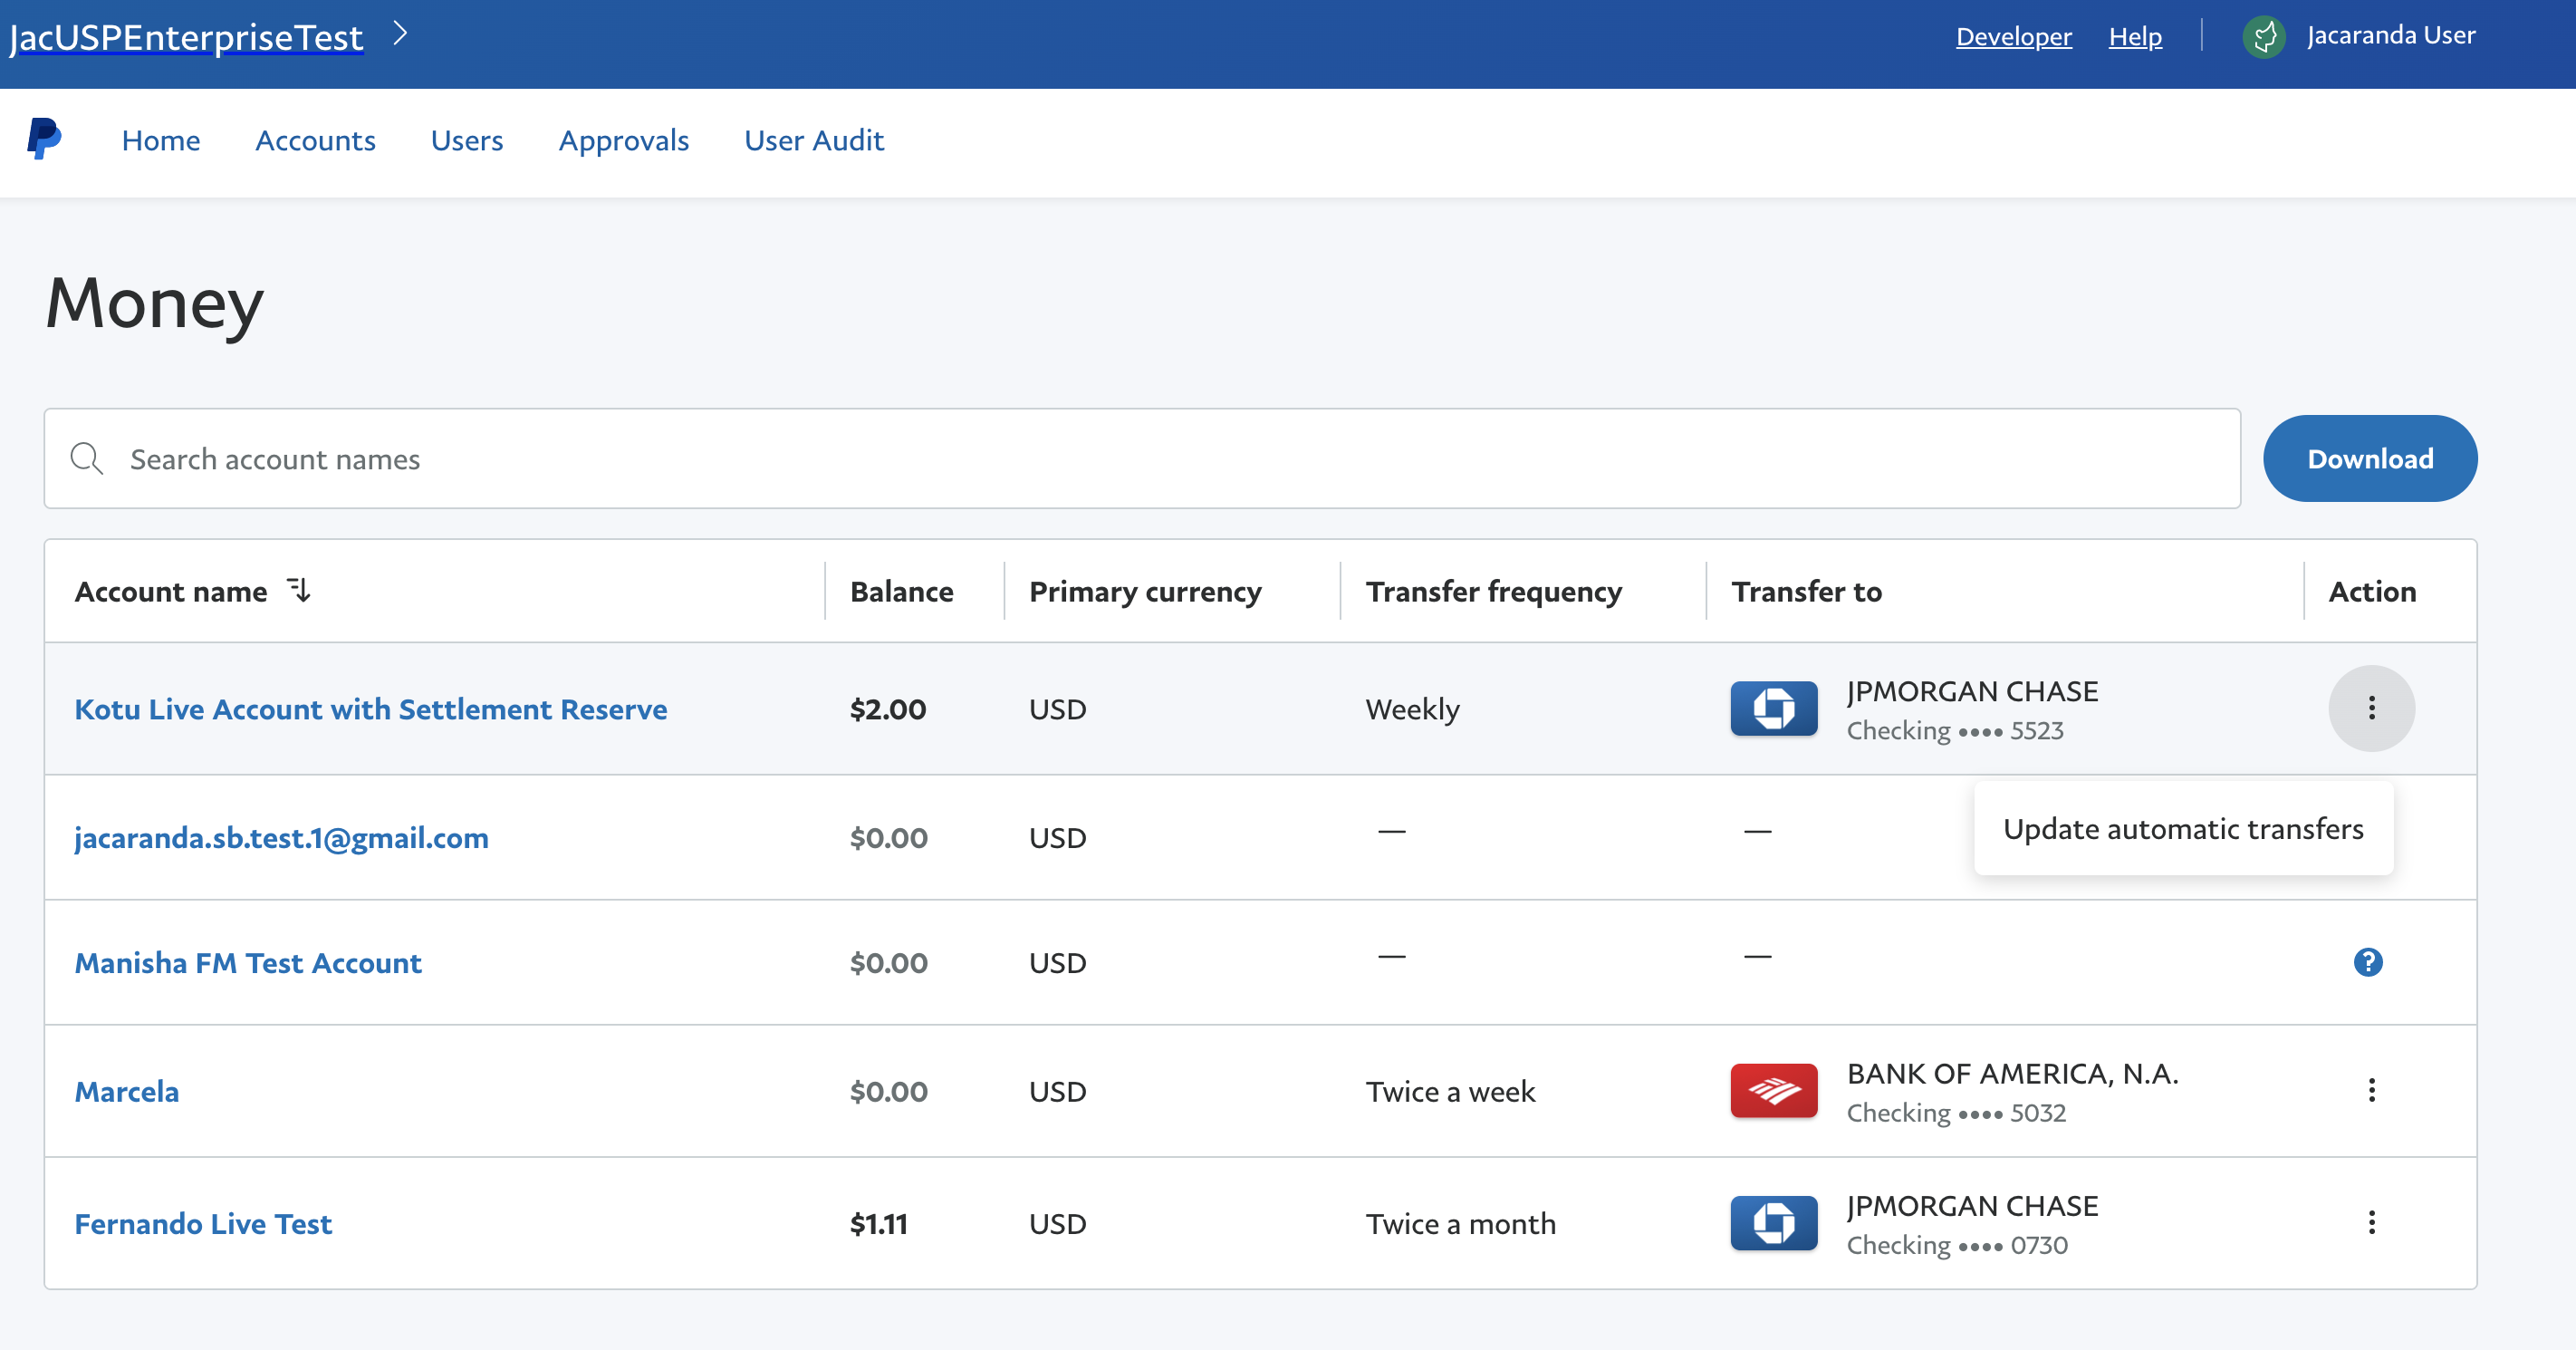 JacUSPEnterpriseTest
Developer Help Jacaranda User
Home Accounts Users Approvals User Audit
Money
Search account names
Download
Account name Balance Primary currency Transfer frequency Transfer to Action
Kotu Live Account with Settlement Reserve $2.00 USD Weekly JPMORGAN CHASE
Checking •••• 5523
jacaranda.sb.test.1@gmail.com $0.00 USD — —
Update automatic transfers
Manisha FM Test Account $0.00 USD — — ?
Marcela $0.00 USD Twice a week BANK OF AMERICA, N.A.
Checking •••• 5032
Fernando Live Test $1.11 USD Twice a month JPMORGAN CHASE
Checking •••• 0730